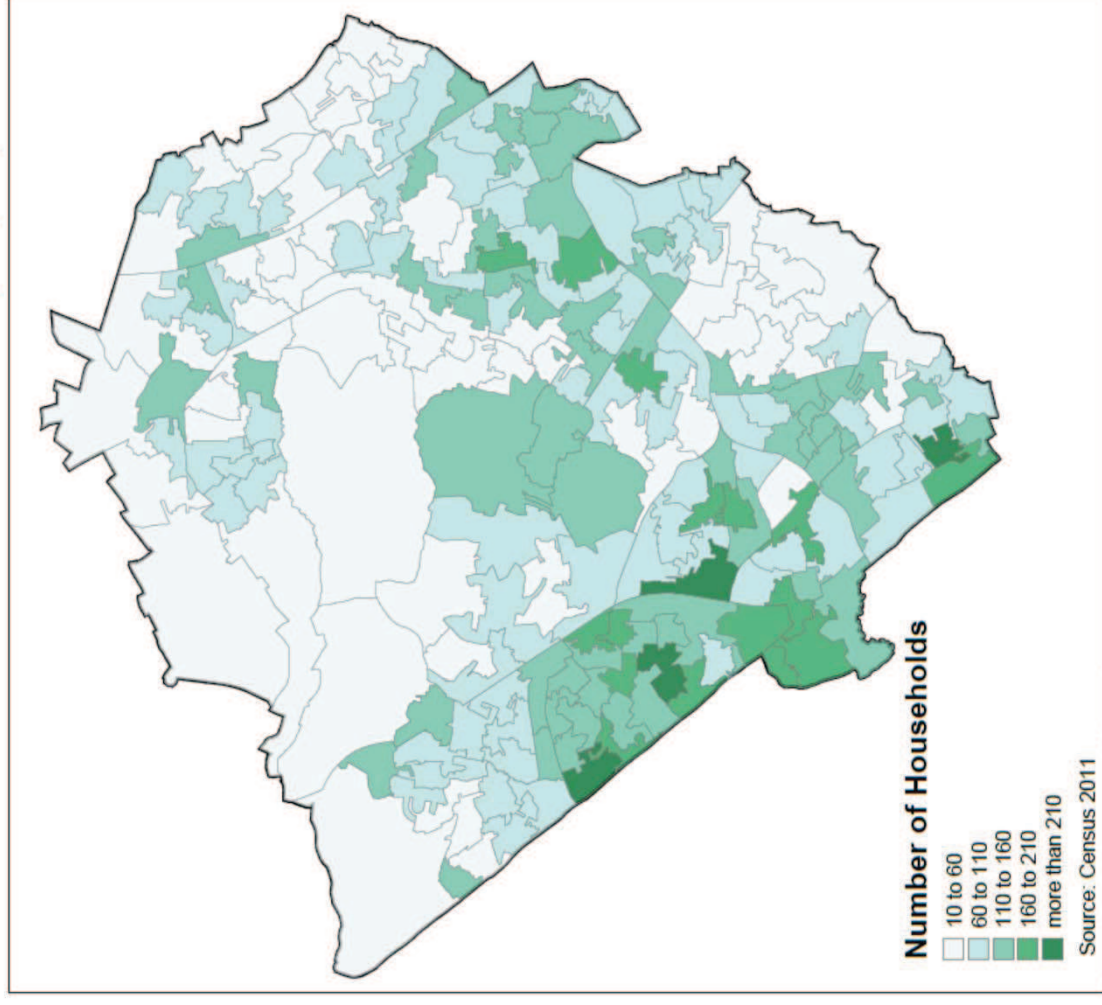 Number of Households
10 to 60
60 to 110
110 to 160
160 to 210
more than 210
Source: Census 2011